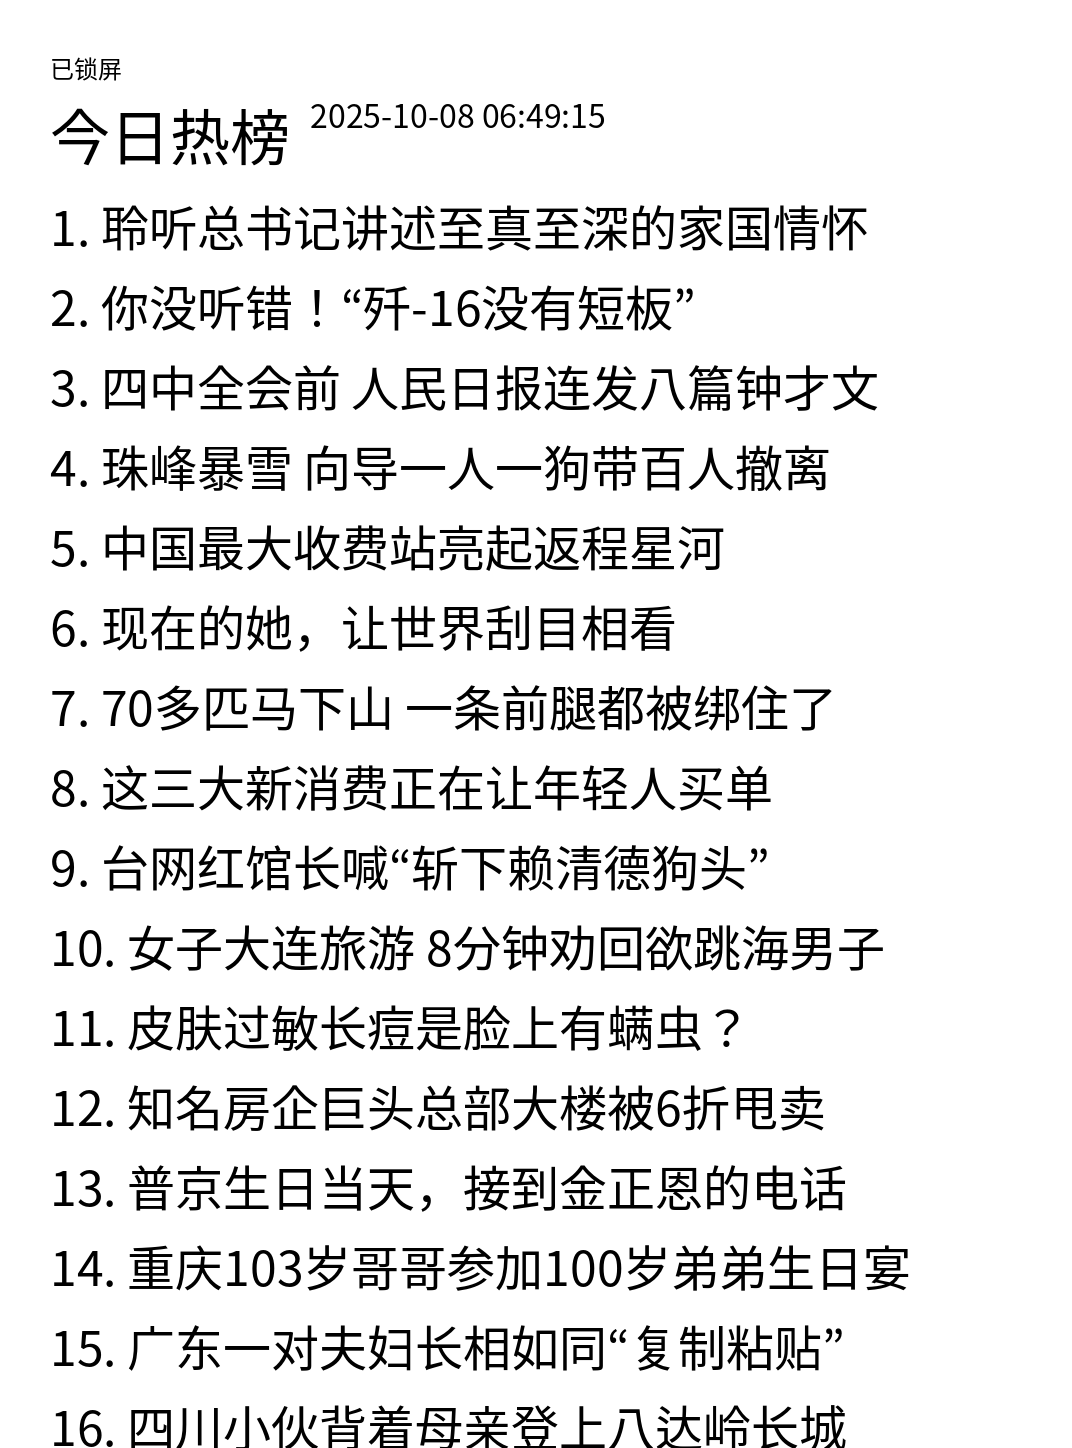 已锁屏
今日热榜 2025-10-08 06:49:15
1. 聆听总书记讲述至真至深的家国情怀
2. 你没听错！“歼-16没有短板”
3. 四中全会前 人民日报连发八篇钟才文
4. 珠峰暴雪 向导一人一狗带百人撤离
5. 中国最大收费站亮起返程星河
6. 现在的她，让世界刮目相看
7. 70多匹马下山 一条前腿都被绑住了
8. 这三大新消费正在让年轻人买单
9. 台网红馆长喊“斩下赖清德狗头”
10. 女子大连旅游 8分钟劝回欲跳海男子
11. 皮肤过敏长痘是脸上有螨虫？
12. 知名房企巨头总部大楼被6折甩卖
13. 普京生日当天，接到金正恩的电话
14. 重庆103岁哥哥参加100岁弟弟生日宴
15. 广东一对夫妇长相如同“复制粘贴”
16. 四川小伙背着母亲登上八达岭长城